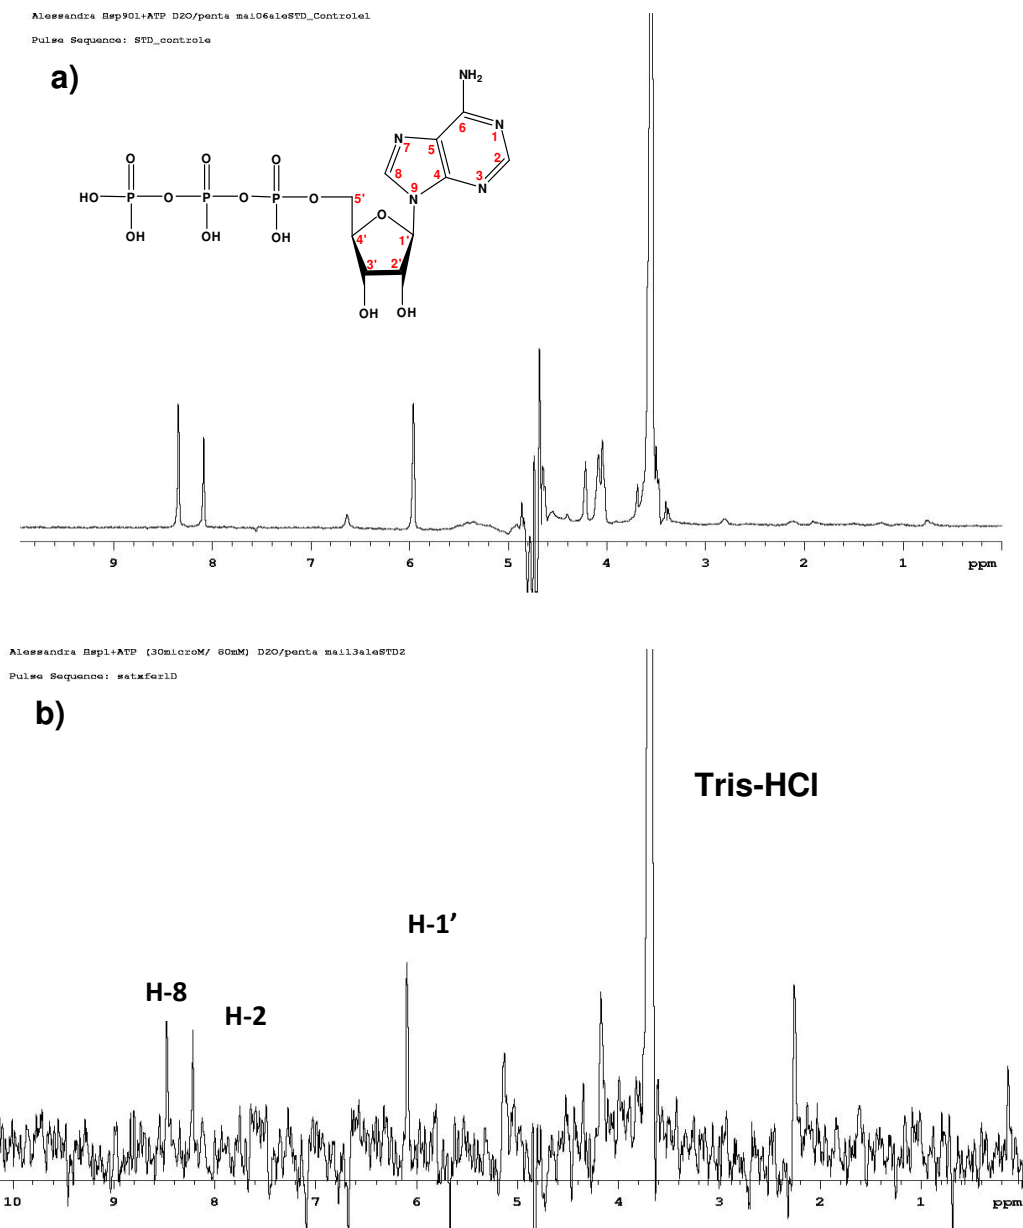 Alessandra Hsp90l+ATP D2O/penta mai06aleSTD_Controle1
Pulse Sequence: STD_controle
a)
NH2
6
N
1
N
7
5
2
8
4
3
N
9
N
O O O
HO P O P O P O 5'
OH OH OH
O
4' 1'
3' 2'
OH OH
9 8 7 6 5 4 3 2 1 ppm
Alessandra Hspl+ATP (30microM/ 80mM) D2O/penta mai13aleSTD2
Pulse Sequence: satxfer1D
b)
Tris-HCl
H-1’
H-8
H-2
10 9 8 7 6 5 4 3 2 1 ppm